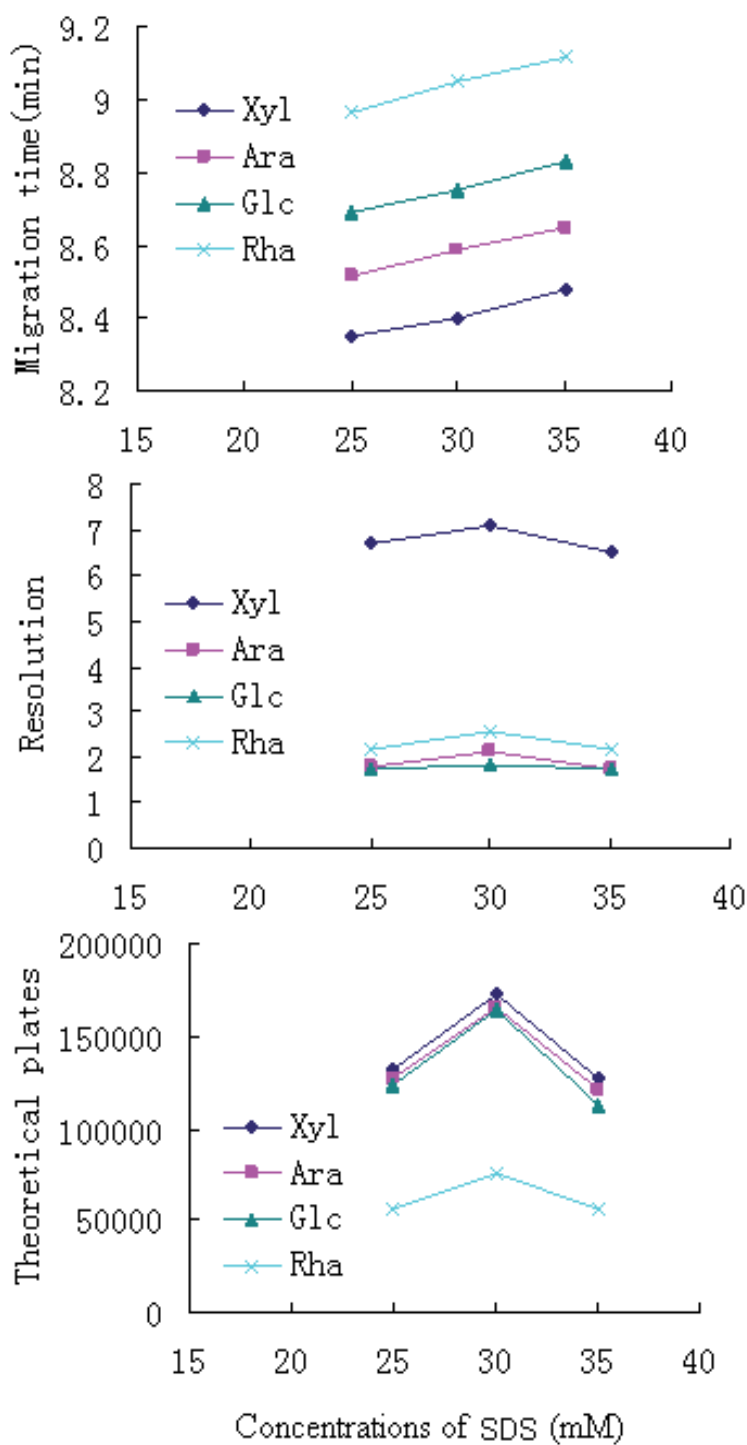 9.2
9
8.8
8.6
8.4
8.2
Migration time(min)
Xyl
Ara
Glc
Rha
15 20 25 30 35 40
8
7
6
5
4
3
2
1
0
Resolution
Xyl
Ara
Glc
Rha
15 20 25 30 35 40
200000
150000
100000
50000
0
Theoretical plates
Xyl
Ara
Glc
Rha
15 20 25 30 35 40
Concentrations of SDS (mM)